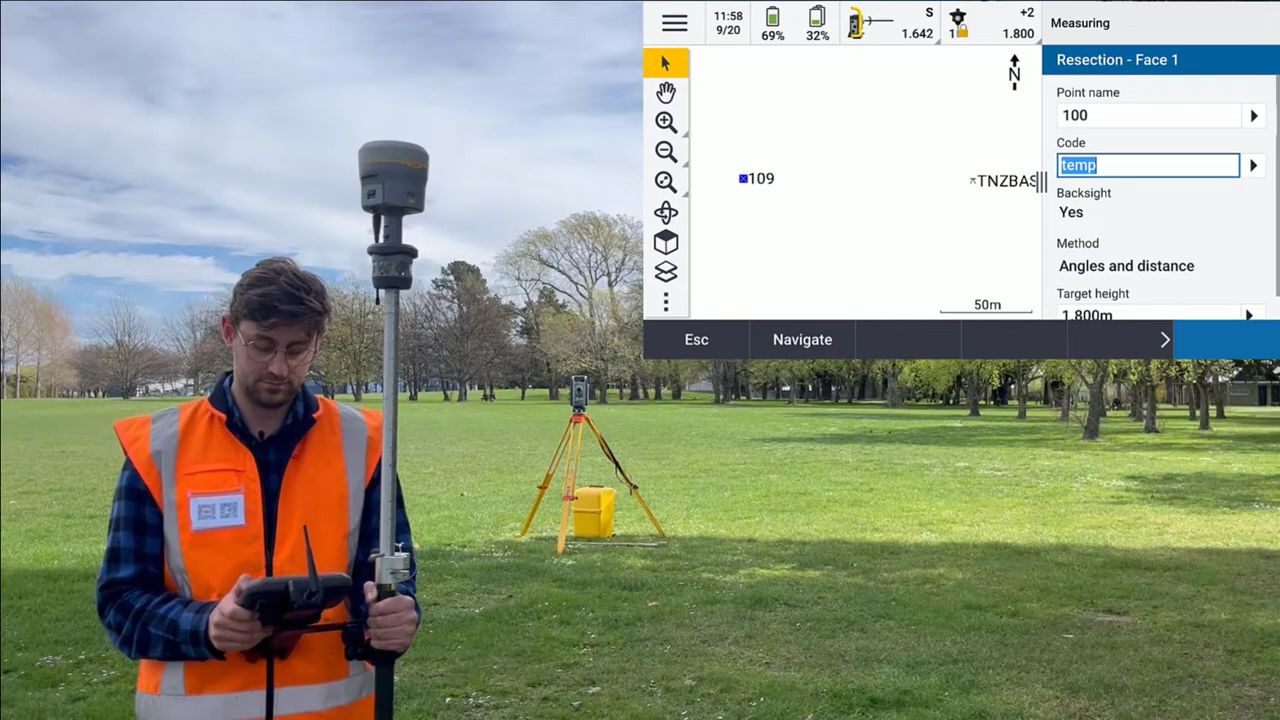 11:58
9/20
69%
32%
S
1.642
1
+2
1.800
Measuring
Resection - Face 1
Point name
100
Code
temp
Backsight
Yes
Method
Angles and distance
Target height
1.800m
N
109
TNZBAS
50m
Esc
Navigate